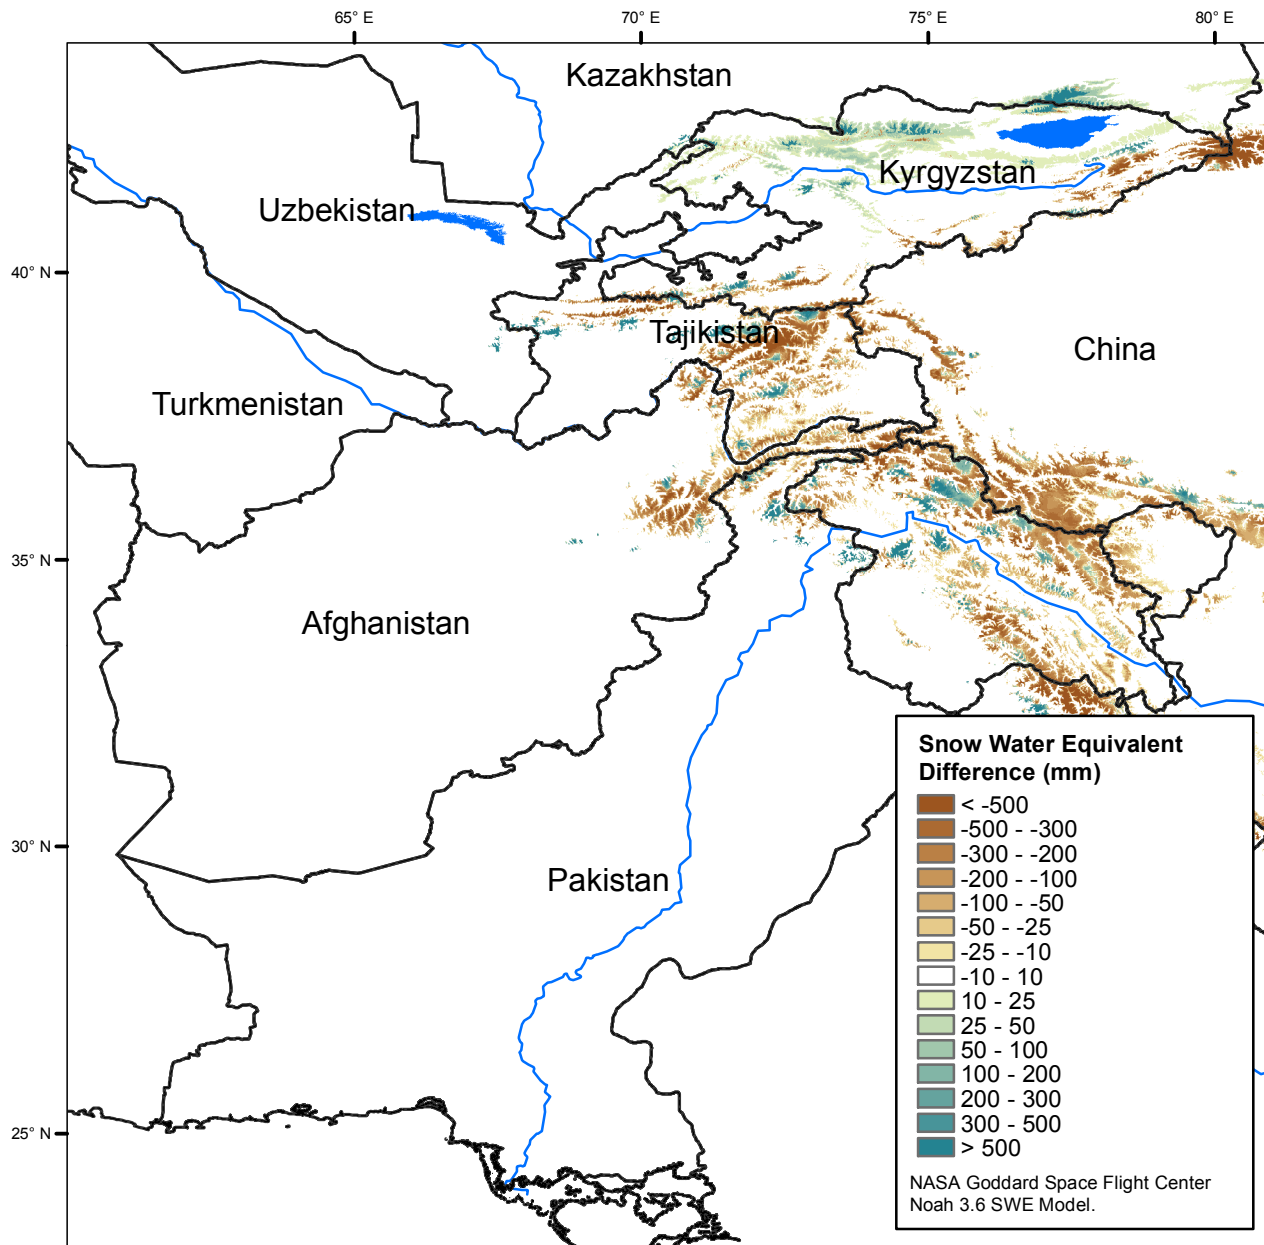 65° E
70° E
75° E
80° E
Kazakhstan
Kyrgyzstan
Uzbekistan
40° N
Tajikistan
China
Turkmenistan
35° N
Afghanistan
30° N
Pakistan
25° N
Snow Water Equivalent
Difference (mm)
< -500
-500 - -300
-300 - -200
-200 - -100
-100 - -50
-50 - -25
-25 - -10
-10 - 10
10 - 25
25 - 50
50 - 100
100 - 200
200 - 300
300 - 500
> 500
NASA Goddard Space Flight Center
Noah 3.6 SWE Model.